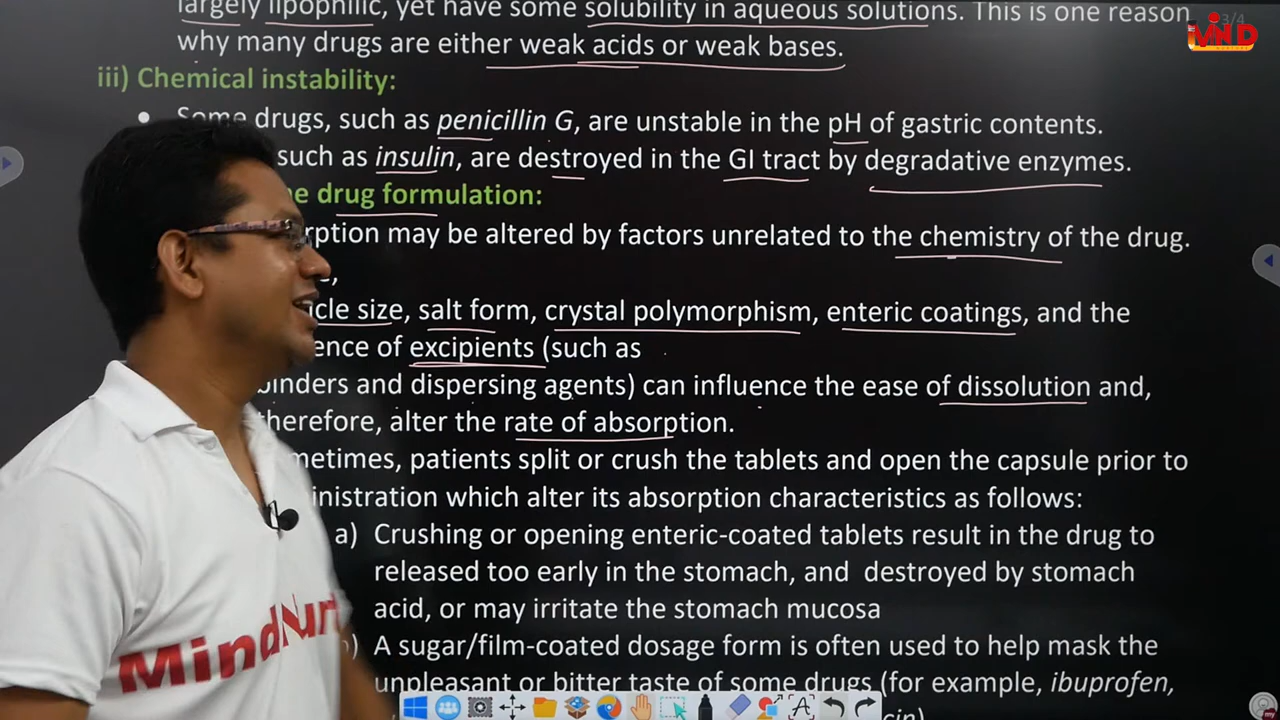 largely lipophilic, yet have some solubility in aqueous solutions. This is one reason
3/4
why many drugs are either weak acids or weak bases.
iii) Chemical instability:
• Some drugs, such as penicillin G, are unstable in the pH of gastric contents.
such as insulin, are destroyed in the GI tract by degradative enzymes.
drug formulation:
may be altered by factors unrelated to the chemistry of the drug.
size, salt form, crystal polymorphism, enteric coatings, and the
of excipients (such as
binders and dispersing agents) can influence the ease of dissolution and,
therefore, alter the rate of absorption.
patients split or crush the tablets and open the capsule prior to
which alter its absorption characteristics as follows:
a) Crushing or opening enteric-coated tablets result in the drug to
released too early in the stomach, and destroyed by stomach
acid, or may irritate the stomach mucosa
A sugar/film-coated dosage form is often used to help mask the
unpleasant or bitter taste of some drugs (for example, ibuprofen,